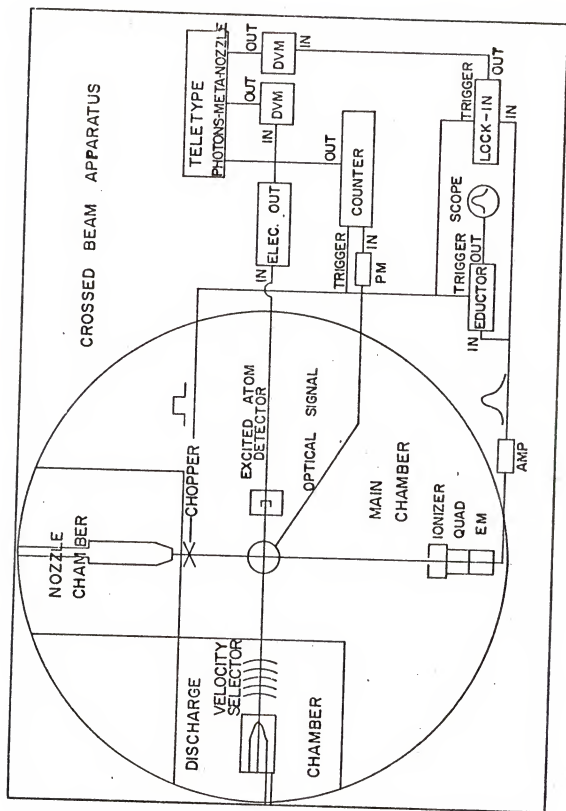 CROSSED BEAM APPARATUS
TELETYPE
PHOTONS-META-NOZZLE
OUT
OUT
DVM
DVM
IN
IN
OUT
ELEC. OUT
IN
COUNTER
TRIGGER
IN
PM
TRIGGER
LOCK-IN
OUT
IN
SCOPE
TRIGGER
OUT
EDUCTOR
IN
AMP
NOZZLE
CHAMBER
CHOPPER
EXCITED ATOM
DETECTOR
OPTICAL SIGNAL
MAIN
CHAMBER
IONIZER
QUAD
EM
DISCHARGE
VELOCITY
SELECTOR
CHAMBER